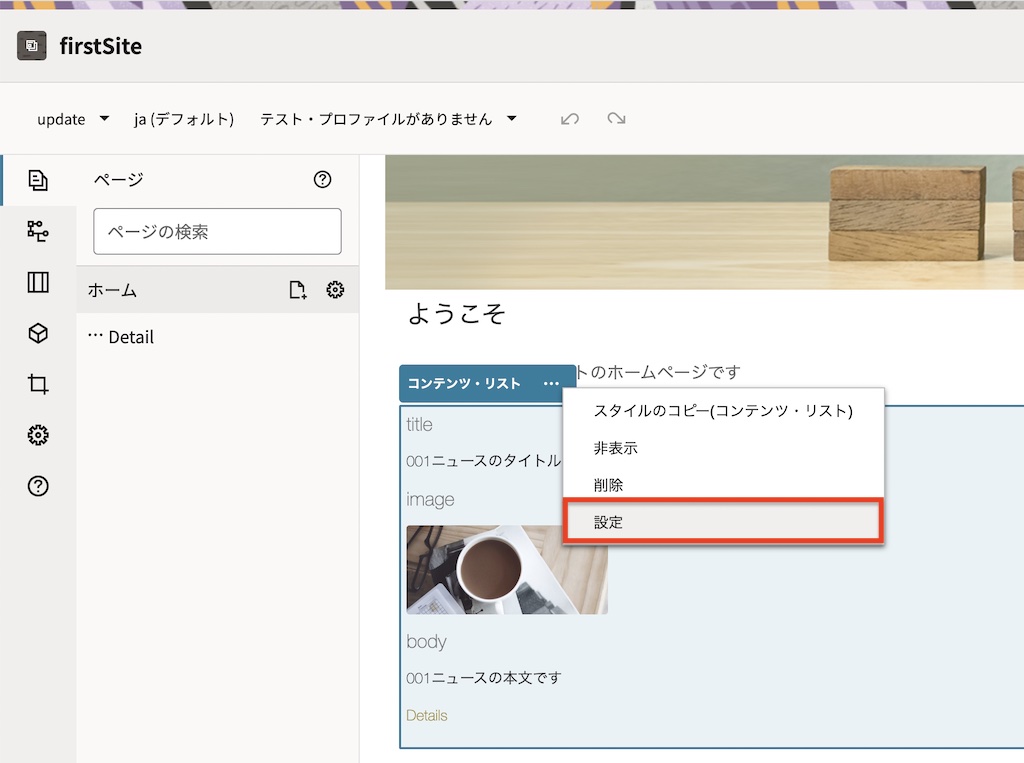 firstSite
update
ja (デフォルト)
テスト・プロファイルがありません
ページ
ページの検索
ホーム
Detail
ようこそ
トのホームページです
コンテンツ・リスト
スタイルのコピー(コンテンツ・リスト)
非表示
削除
設定
title
001ニュースのタイトル
image
body
001ニュースの本文です
Details